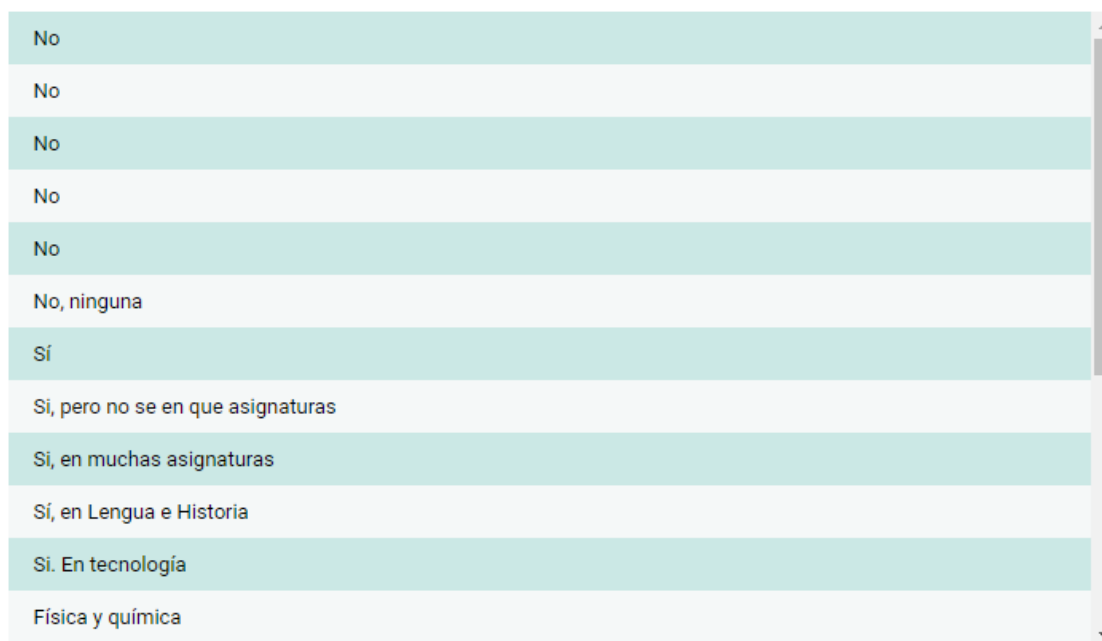 No
No
No
No
No
No, ninguna
Sí
Si, pero no se en que asignaturas
Si, en muchas asignaturas
Sí, en Lengua e Historia
Si. En tecnología
Física y química